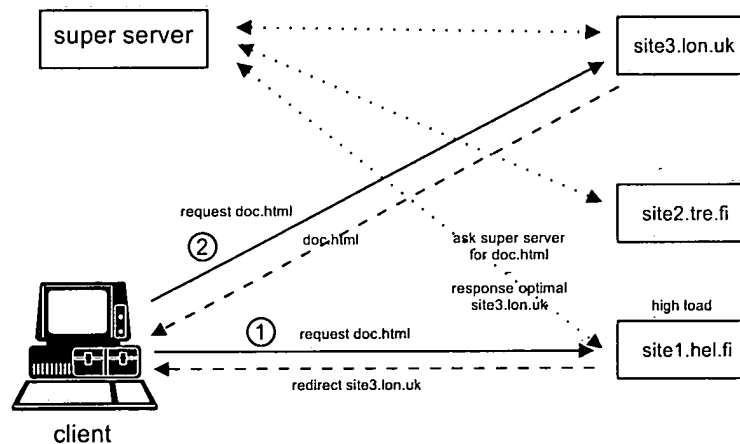 super server
site3.lon.uk
request doc.html
2
doc.html
ask super server
for doc.html
site2.tre.fi
response optimal
site3.lon.uk
high load
1
request doc.html
site1.hel.fi
redirect site3.lon.uk
client